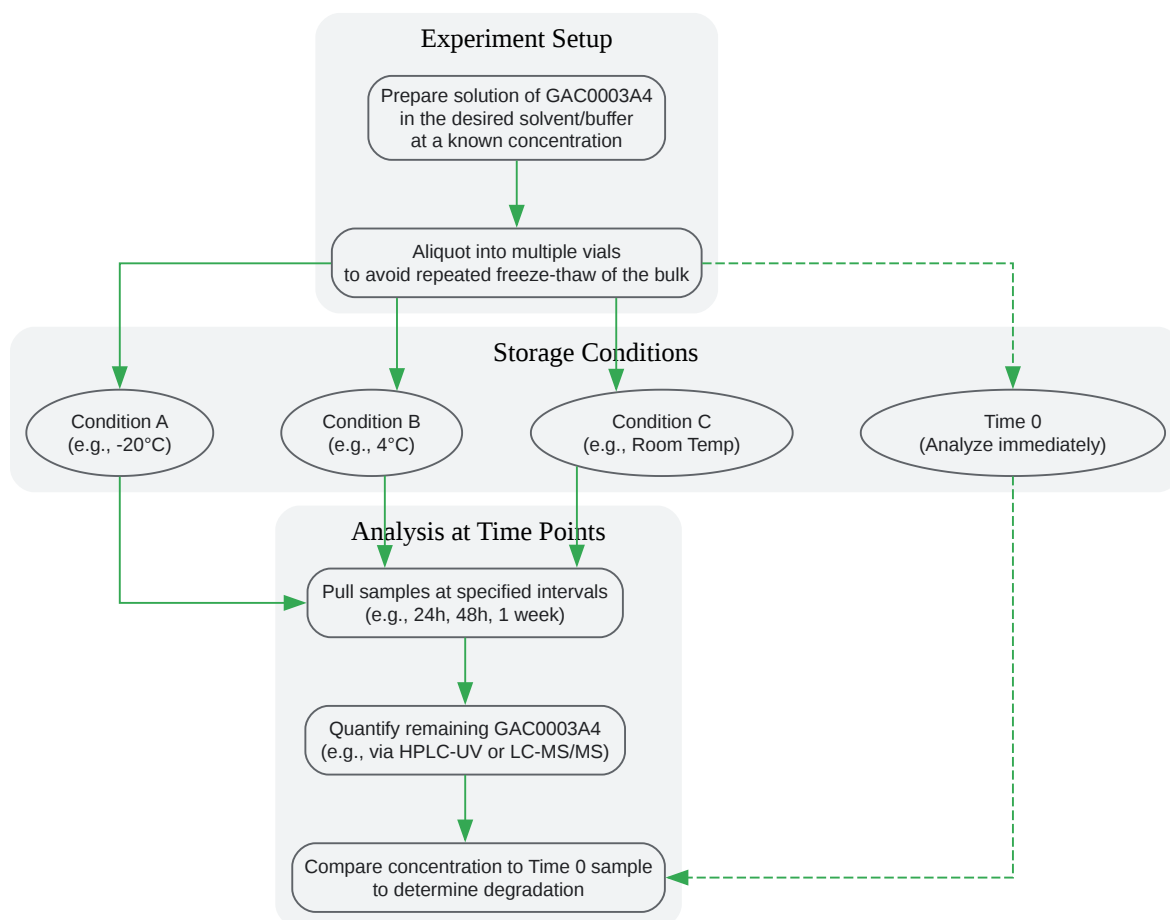 Experiment Setup
Prepare solution of GAC0003A4
in the desired solvent/buffer
at a known concentration
Aliquot into multiple vials
to avoid repeated freeze-thaw of the bulk
Storage Conditions
Condition A
(e.g., -20°C)
Condition B
(e.g., 4°C)
Condition C
(e.g., Room Temp)
Time 0
(Analyze immediately)
Analysis at Time Points
Pull samples at specified intervals
(e.g., 24h, 48h, 1 week)
Quantify remaining GAC0003A4
(e.g., via HPLC-UV or LC-MS/MS)
Compare concentration to Time 0 sample
to determine degradation